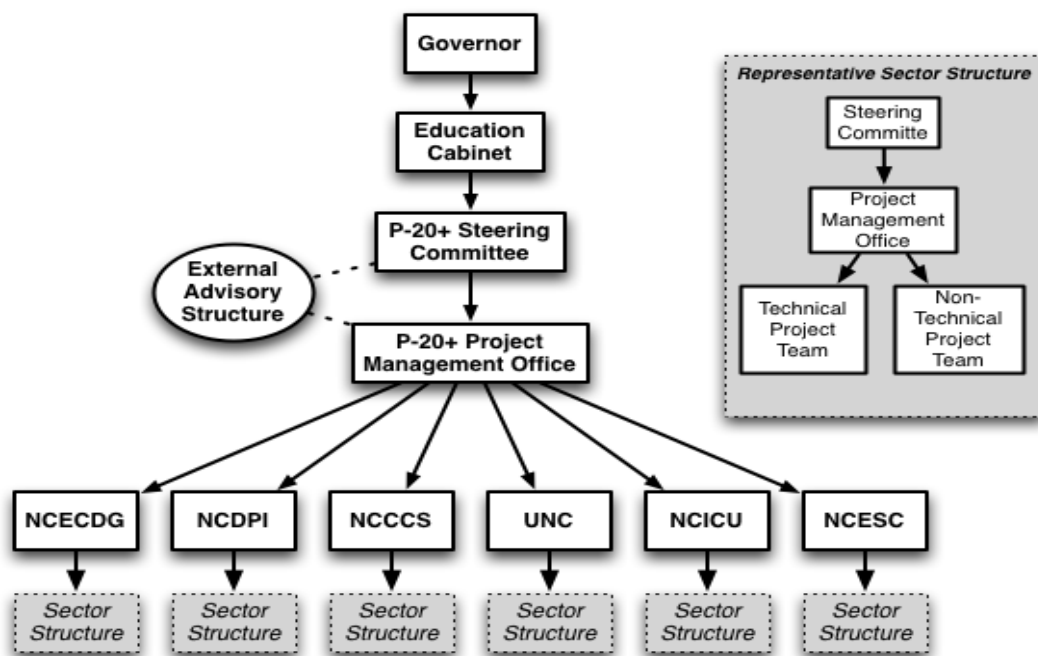 Governor
Education
Cabinet
P-20+ Steering
Committee
External
Advisory
Structure
P-20+ Project
Management Office
NCECDG
NCDPI
NCCCS
UNC
NCICU
NCESC
Sector
Structure
Sector
Structure
Sector
Structure
Sector
Structure
Sector
Structure
Sector
Structure
Representative Sector Structure
Steering
Committe
Project
Management
Office
Technical
Project
Team
Non-
Technical
Project
Team